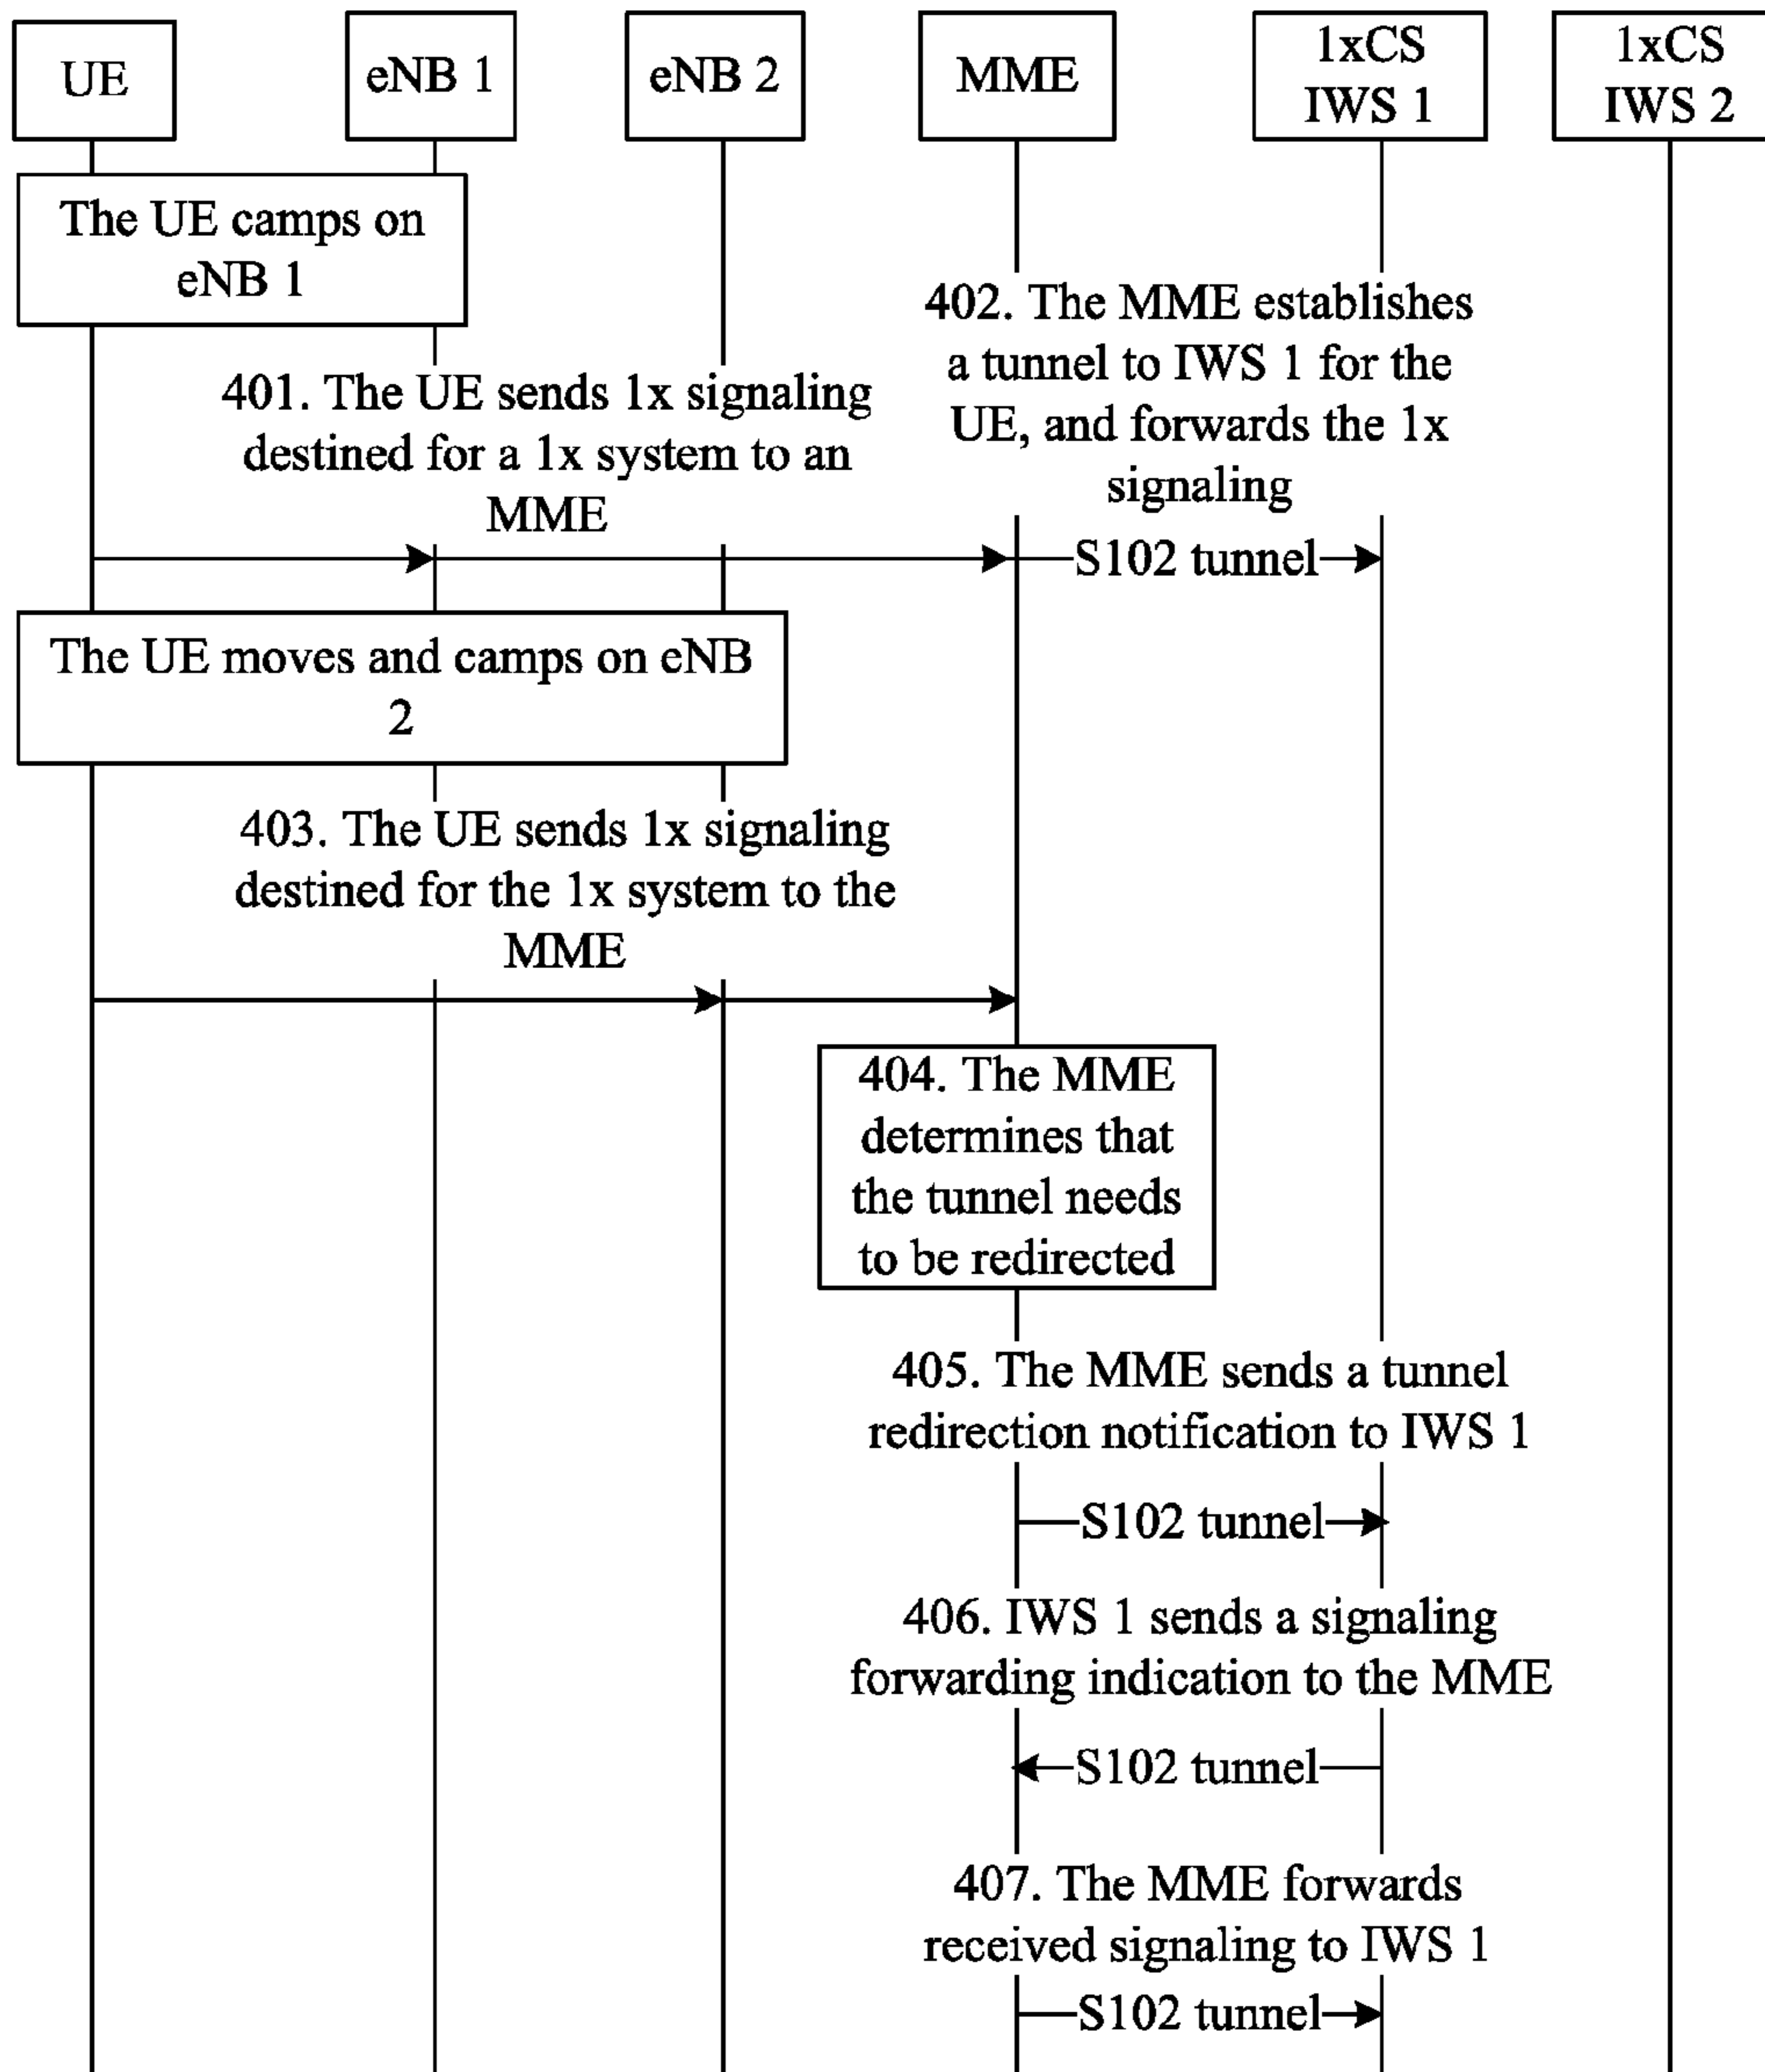 UE
eNB 1
eNB 2
MME
1xCS
IWS 1
1xCS
IWS 2
The UE camps on
eNB 1
402. The MME establishes
a tunnel to IWS 1 for the
UE, and forwards the 1x
signaling
401. The UE sends 1x signaling
destined for a 1x system to an
MME
S102 tunnel
The UE moves and camps on eNB
2
403. The UE sends 1x signaling
destined for the 1x system to the
MME
404. The MME
determines that
the tunnel needs
to be redirected
405. The MME sends a tunnel
redirection notification to IWS 1
S102 tunnel
406. IWS 1 sends a signaling
forwarding indication to the MME
S102 tunnel
407. The MME forwards
received signaling to IWS 1
S102 tunnel